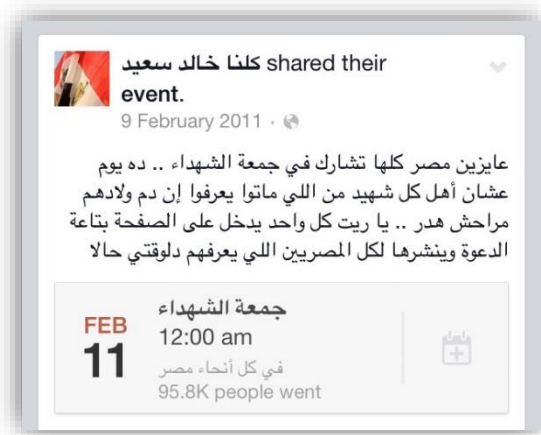 كلنا خالد سعيد shared their
event.
9 February 2011 ·
عايزين مصر كلها تشارك في جمعة الشهداء .. ده يوم
عشان أهل كل شهيد من اللي ماتوا يعرفوا إن دم ولادهم
مراحش هدر .. يا ريت كل واحد يدخل على الصفحة بتاعة
الدعوة وينشرها لكل المصريين اللي يعرفهم دلوقتي حالا
جمعة الشهداء
FEB
12:00 am
11
في كل أنحاء مصر
95.8K people went